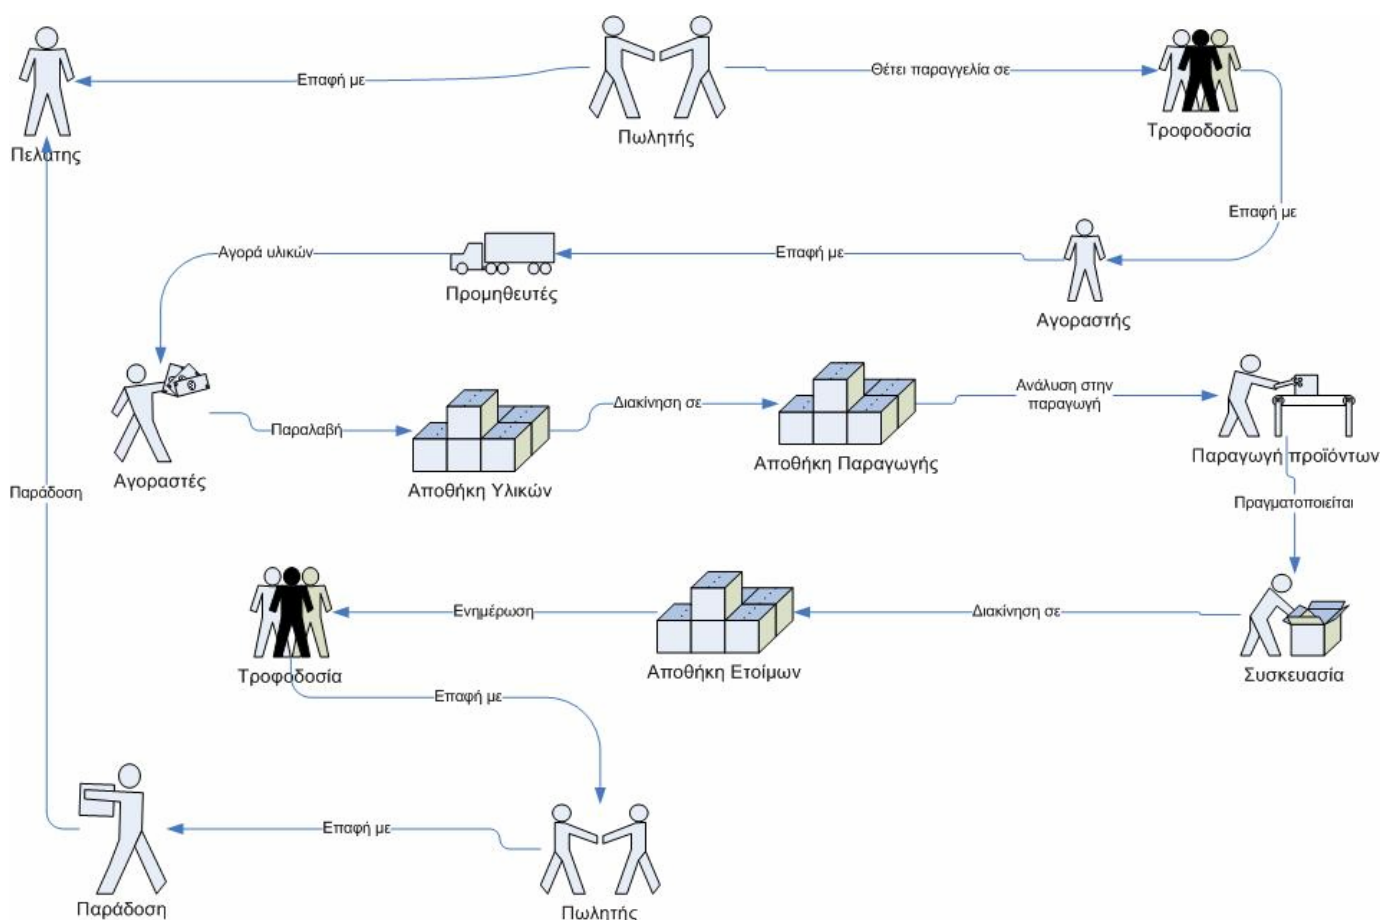 Επαφή με
Θέτει παραγγελία σε
Πελάτης
Πωλητής
Τροφοδοσία
Επαφή με
Αγορά υλικών
Επαφή με
Προμηθευτές
Αγοραστής
Ανάλυση στην
παραγωγή
Διακίνηση σε
Παραλαβή
Αγοραστές
Αποθήκη Υλικών
Αποθήκη Παραγωγής
Παραγωγή προϊόντων
Παράδοση
Πραγματοποιείται
Ενημέρωση
Διακίνηση σε
Τροφοδοσία
Αποθήκη Ετοίμων
Συσκευασία
Επαφή με
Επαφή με
Παράδοση
Πωλητής